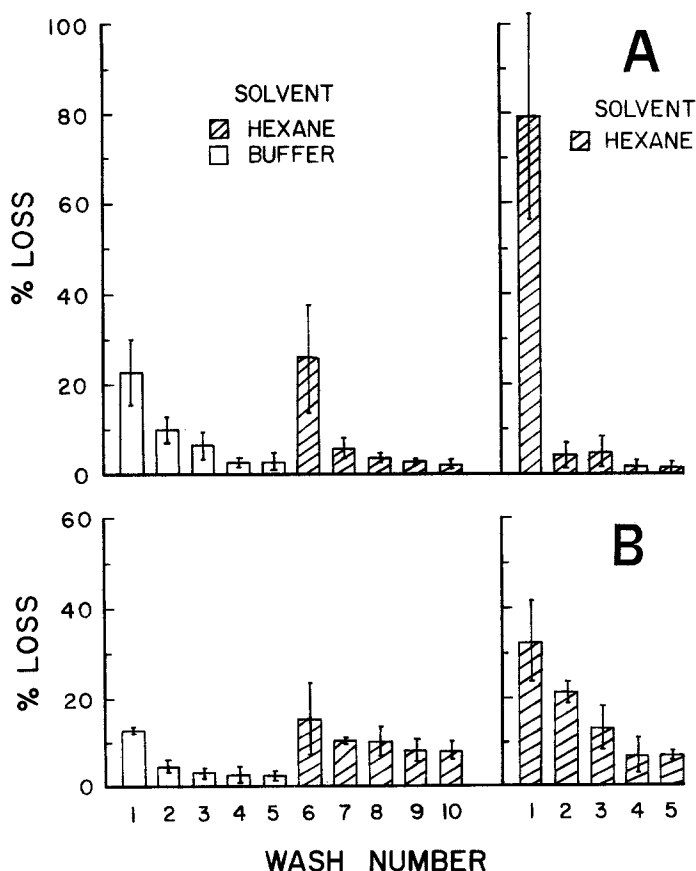 A
% LOSS
100
80
60
40
20
0
SOLVENT
HEXANE
BUFFER
SOLVENT
HEXANE
B
% LOSS
60
40
20
0
1 2 3 4 5 6 7 8 9 10 1 2 3 4 5
WASH NUMBER